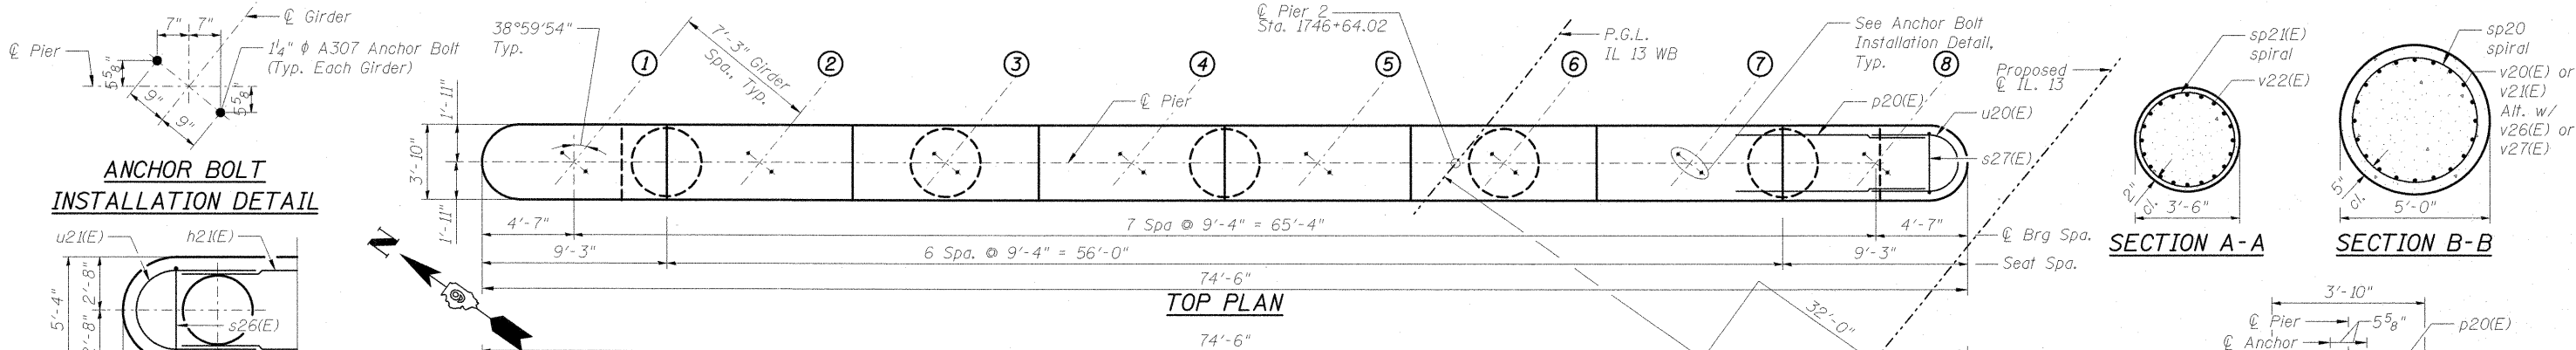 7" 7"
℄ Girder
℄ Pier
1¼" ϕ A307 Anchor Bolt
(Typ. Each Girder)
5⅝"
5⅝"
9"
9"
ANCHOR BOLT
INSTALLATION DETAIL
38°59'54"
Typ.
7'-3" Girder
Spa., Typ.
℄ Pier 2
Sta. 1746+64.02
P.G.L.
IL 13 WB
See Anchor Bolt
Installation Detail,
Typ.
Proposed
℄ IL. 13
1 2 3 4 5 6 7 8
℄ Pier
p20(E)
u20(E)
s27(E)
1'-11"
3'-10"
1'-11"
4'-7" 7 Spa @ 9'-4" = 65'-4" 4'-7" ℄ Brg Spa.
9'-3" 6 Spa. @ 9'-4" = 56'-0" 9'-3" Seat Spa.
74'-6"
TOP PLAN
74'-6"
32'-0"
N
u21(E) h21(E)
5'-4"
2'-8"
2'-8"
s26(E)
sp21(E)
spiral
v22(E)
2"
cl.
3'-6"
SECTION A-A
sp20
spiral
v20(E) or
v21(E)
Alt. w/
v26(E) or
v27(E)
5"
cl.
5'-0"
SECTION B-B
3'-10"
℄ Pier 5⅝" p20(E)
℄ Anchor